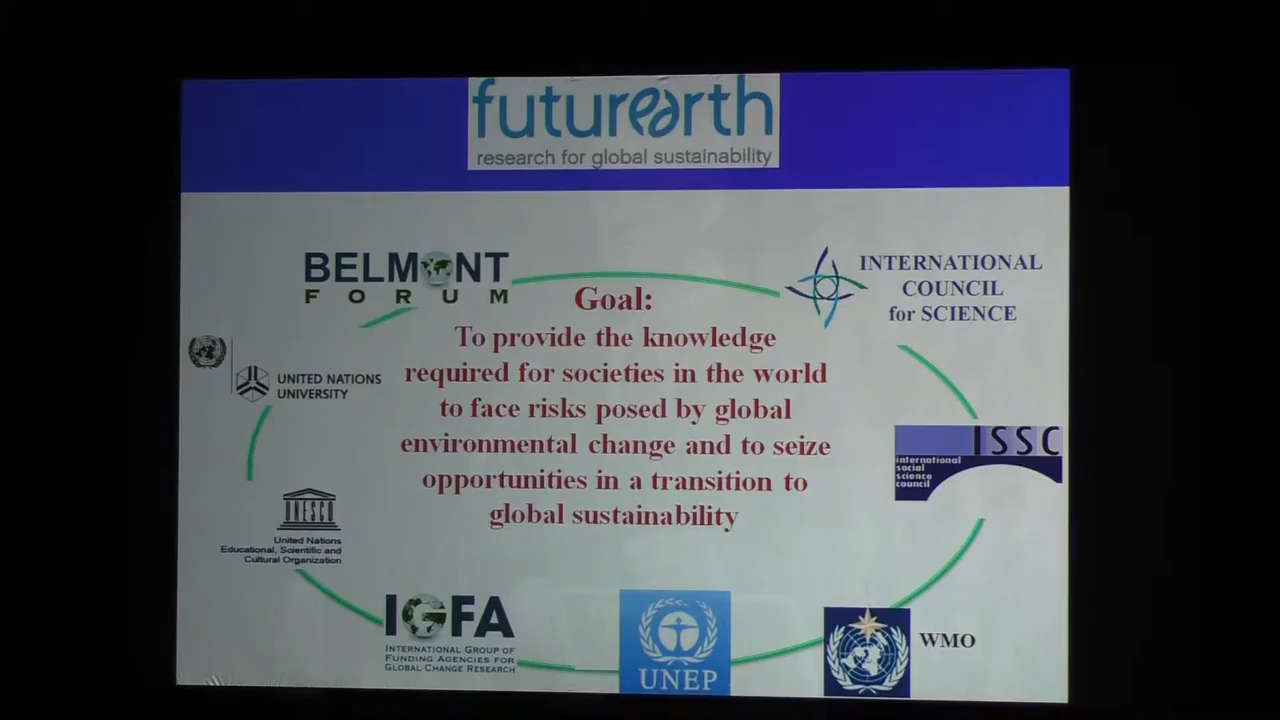 futurearth
research for global sustainability
BELMONT
FORUM
INTERNATIONAL
COUNCIL
for SCIENCE
Goal:
To provide the knowledge
required for societies in the world
to face risks posed by global
environmental change and to seize
opportunities in a transition to
global sustainability
UNITED NATIONS
UNIVERSITY
ISSC
international
social
science
council
UNESCO
United Nations
Educational, Scientific and
Cultural Organization
IGFA
INTERNATIONAL GROUP OF
FUNDING AGENCIES FOR
GLOBAL CHANGE RESEARCH
UNEP
WMO